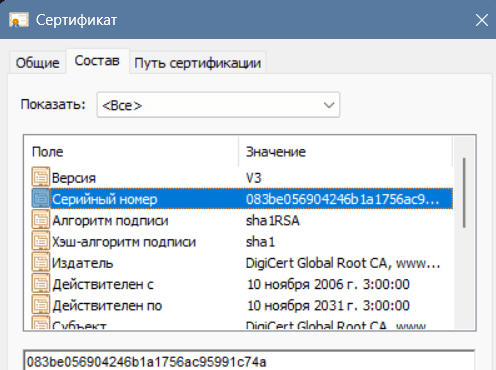 Сертификат
Общие Состав Путь сертификации
Показать: <Все>
Поле Значение
Версия V3
Серийный номер 083be056904246b1a1756ac9...
Алгоритм подписи sha1RSA
Хэш-алгоритм подписи sha1
Издатель DigiCert Global Root CA, www...
Действителен с 10 ноября 2006 г. 3:00:00
Действителен по 10 ноября 2031 г. 3:00:00
Субъект DigiCert Global Root CA, www...
083be056904246b1a1756ac95991c74a